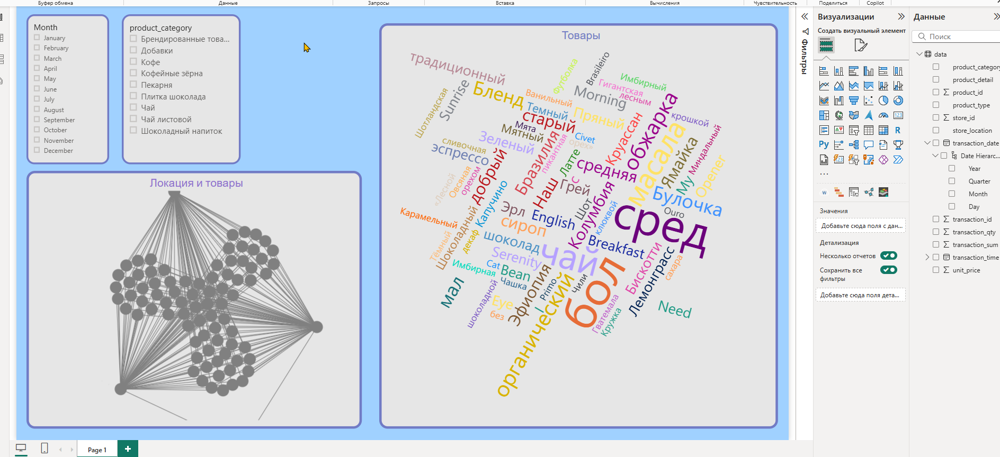 Буфер обмена
Данные
Запросы
Вставка
Вычисления
Чувствительность
Поделиться
Copilot
Month
January
February
March
April
May
June
July
August
September
October
November
December
product_category
Брендированные това...
Добавки
Кофе
Кофейные зёрна
Пекарня
Плитка шоколада
Чай
Чай листовой
Шоколадный напиток
Локация и товары
Товары
традиционный
Футболка
Brasileiro
Имбирный
Гигантская
лесным
Sunrise
Бленд
Ванильный
Morning
Шотландская
Темный
Пряный
обжарка
крошкой
старый
Мята
Мятный
Civet
Круассан
масала
Миндальный
Зеленый
сливочная
эспрессо
Бразилия
пикантная
орех»
Латте
Ямайка
Opener
добрый
средняя
My
«Лесной
Овсяная
орехом
Капучино
Наш
с
Грей
Колумбия
Булочка
Карамельный
Шоколадный
Эрл
English
Шот
клюквой
Ouro
сред
сироп
Тёмный
декаф
шоколад
Breakfast
Serenity
чай
Бискотти
Имбирная
Cat
Bean
Чашка
бол
Лемонграсс
сахара
мал
шоколадной
Eye
без
Эфиопия
Primo
Чили
I
органический
Гватемала
Кружка
Need
Фильтры
Визуализации
Создать визуальный элемент
123
R
Py
...
Значения
Добавьте сюда поля с дан...
Детализация
Несколько отчетов
Сохранить все
фильтры
Добавьте сюда поля дета...
Данные
Поиск
data
product_category
product_detail
product_id
product_type
store_id
store_location
transaction_date
Date Hierarc...
Year
Quarter
Month
Day
transaction_id
transaction_qty
transaction_sum
transaction_time
unit_price
Page 1